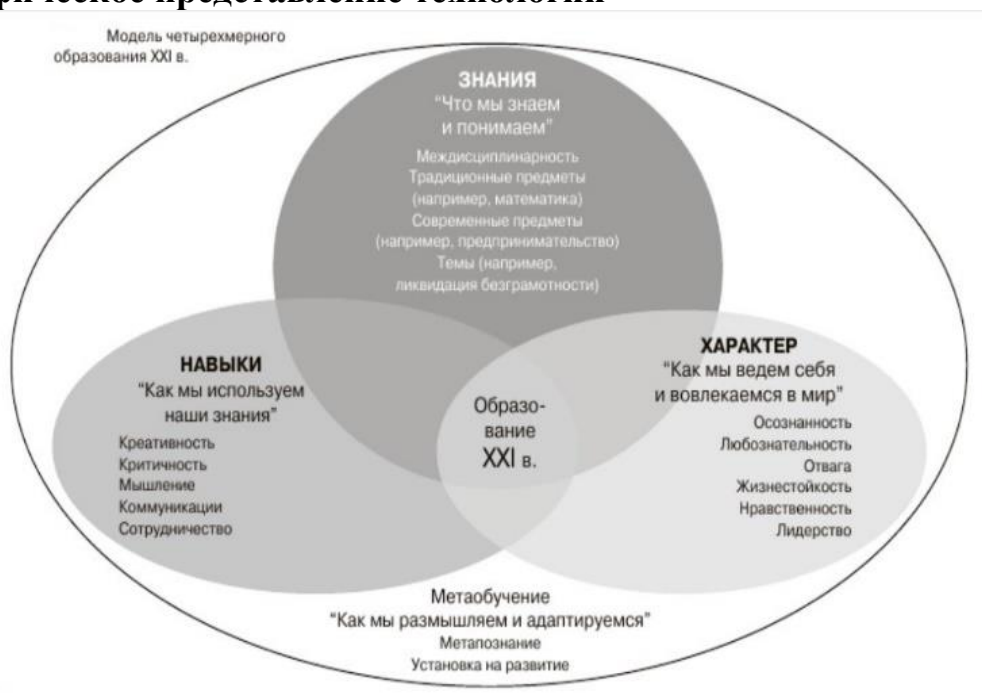 представление технологии
Модель четырехмерного
образования XXI в.
ЗНАНИЯ
“Что мы знаем
и понимаем”
Междисциплинарность
Традиционные предметы
(например, математика)
Современные предметы
(например, предпринимательство)
Темы (например,
ликвидация безграмотности)
НАВЫКИ
“Как мы используем
наши знания”
Креативность
Критичность
Мышление
Коммуникации
Сотрудничество
Образо-
вание
XXI в.
ХАРАКТЕР
“Как мы ведем себя
и вовлекаемся в мир”
Осознанность
Любознательность
Отвага
Жизнестойкость
Нравственность
Лидерство
Метаобучение
“Как мы размышляем и адаптируемся”
Метапознание
Установка на развитие